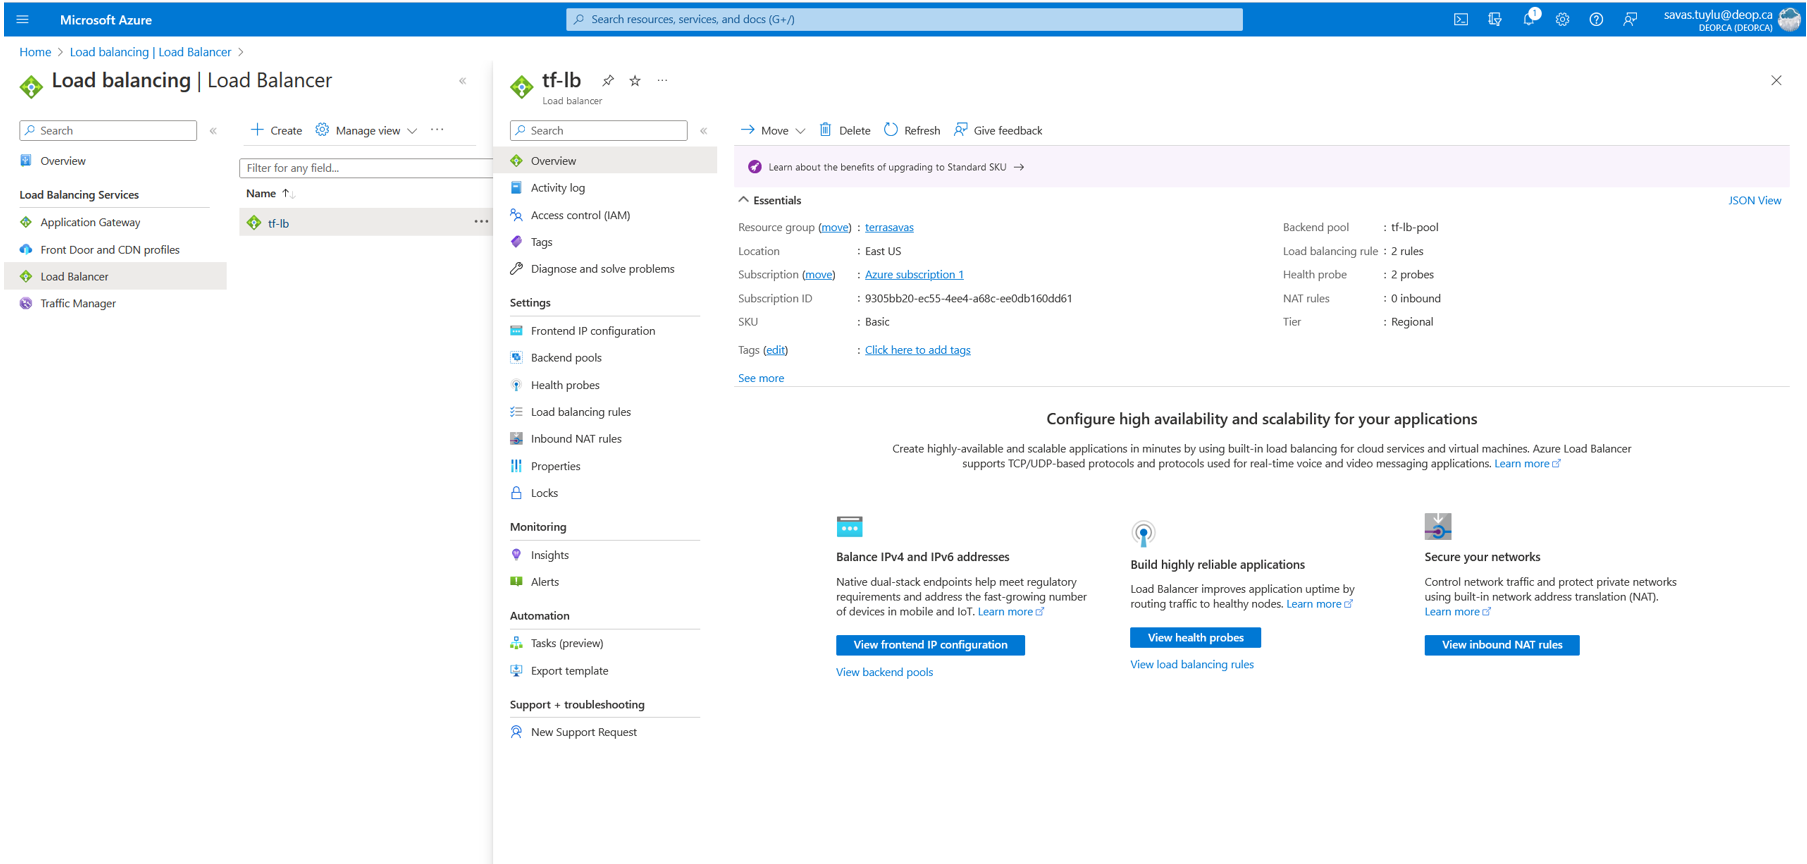 Microsoft Azure
Search resources, services, and docs (G+/)
1
savas.tuylu@deop.ca
DEOP.CA (DEOP.CA)
Home > Load balancing | Load Balancer >
Load balancing | Load Balancer
Search
Overview
Load Balancing Services
Application Gateway
Front Door and CDN profiles
Load Balancer
Traffic Manager
Create
Manage view
Filter for any field...
Name
tf-lb
tf-lb
Load balancer
Search
Overview
Activity log
Access control (IAM)
Tags
Diagnose and solve problems
Settings
Frontend IP configuration
Backend pools
Health probes
Load balancing rules
Inbound NAT rules
Properties
Locks
Monitoring
Insights
Alerts
Automation
Tasks (preview)
Export template
Support + troubleshooting
New Support Request
Move
Delete
Refresh
Give feedback
Learn about the benefits of upgrading to Standard SKU →
Essentials
JSON View
Resource group (move) : terrasavas
Location : East US
Subscription (move) : Azure subscription 1
Subscription ID : 9305bb20-ec55-4ee4-a68c-ee0db160dd61
SKU : Basic
Tags (edit) : Click here to add tags
See more
Backend pool : tf-lb-pool
Load balancing rule : 2 rules
Health probe : 2 probes
NAT rules : 0 inbound
Tier : Regional
Configure high availability and scalability for your applications
Create highly-available and scalable applications in minutes by using built-in load balancing for cloud services and virtual machines. Azure Load Balancer
supports TCP/UDP-based protocols and protocols used for real-time voice and video messaging applications. Learn more
Balance IPv4 and IPv6 addresses
Native dual-stack endpoints help meet regulatory
requirements and address the fast-growing number
of devices in mobile and IoT. Learn more
View frontend IP configuration
View backend pools
Build highly reliable applications
Load Balancer improves application uptime by
routing traffic to healthy nodes. Learn more
View health probes
View load balancing rules
Secure your networks
Control network traffic and protect private networks
using built-in network address translation (NAT).
Learn more
View inbound NAT rules